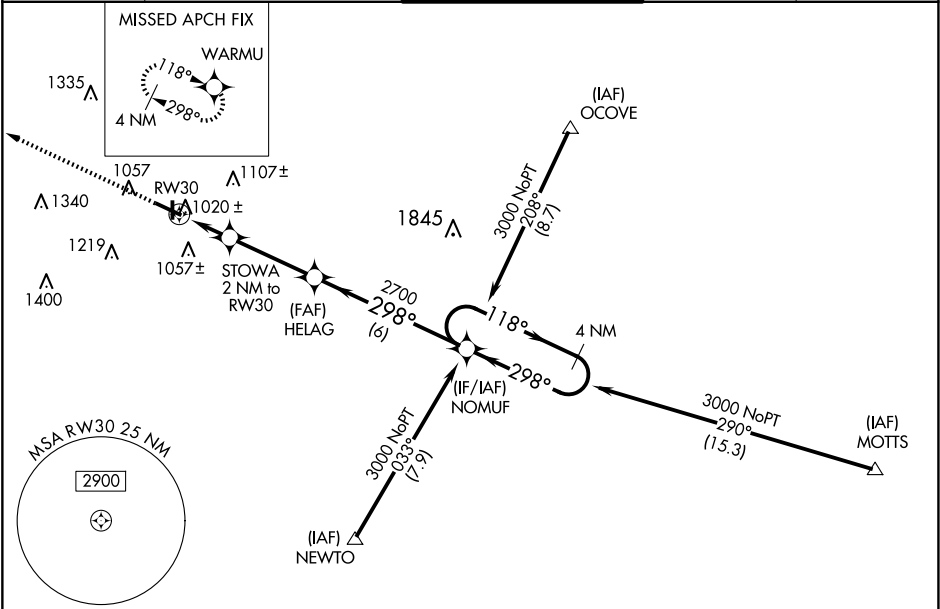 MISSED APCH FIX
WARMU
118°
298°
4 NM
1335
(IAF)
OCOVE
3000 NoPT
208°
(8.7)
1057
1107±
RW30
1340
1020 ±
1845
1219
1057±
STOWA
2 NM to
RW30
1400
(FAF)
HELAG
2700
298°
(6)
118°
4 NM
298°
(IF/IAF)
NOMUF
3000 NoPT
290°
(15.3)
(IAF)
MOTTS
3000 NoPT
033°
(7.9)
(IAF)
NEWTO
MSA RW30 25 NM
2900